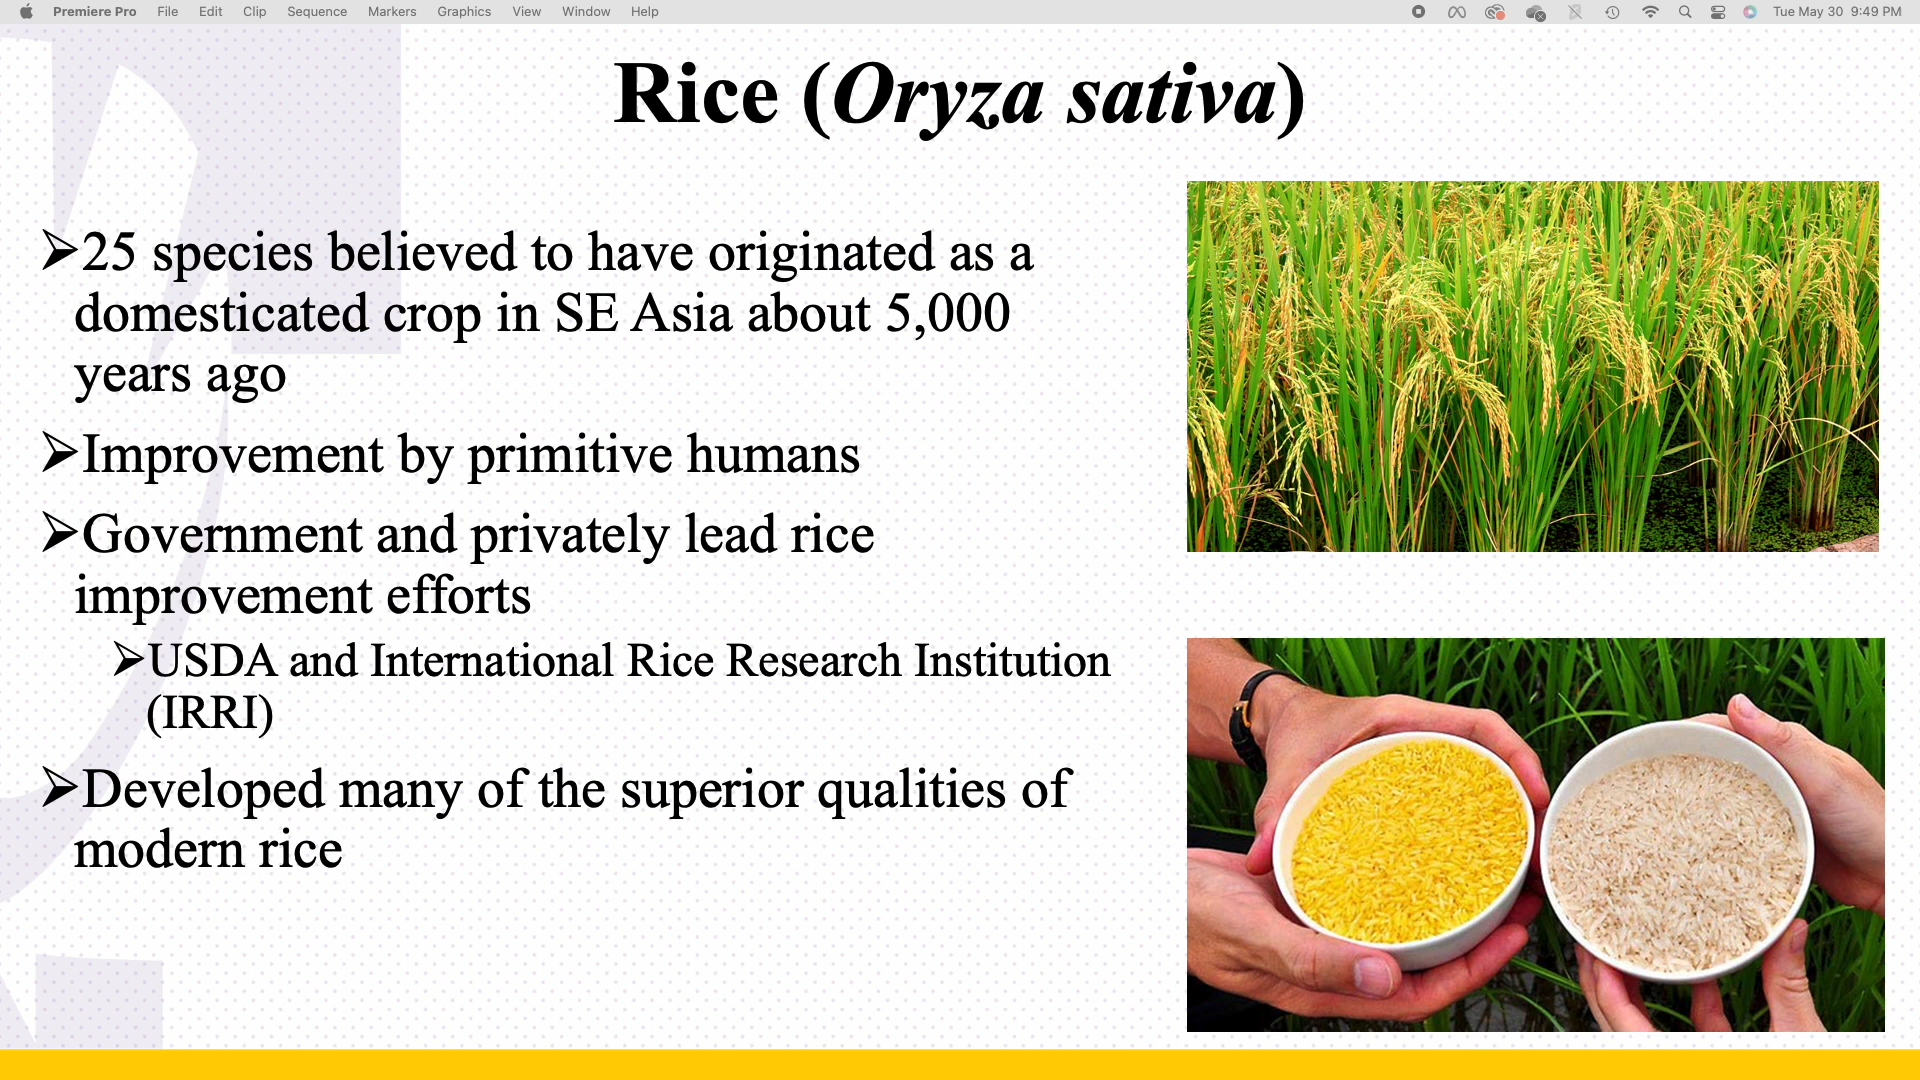 Premiere Pro File Edit Clip Sequence Markers Graphics View Window Help Tue May 30 9:49 PM
Rice (Oryza sativa)
➢25 species believed to have originated as a
domesticated crop in SE Asia about 5,000
years ago
➢Improvement by primitive humans
➢Government and privately lead rice
improvement efforts
➢USDA and International Rice Research Institution
(IRRI)
➢Developed many of the superior qualities of
modern rice